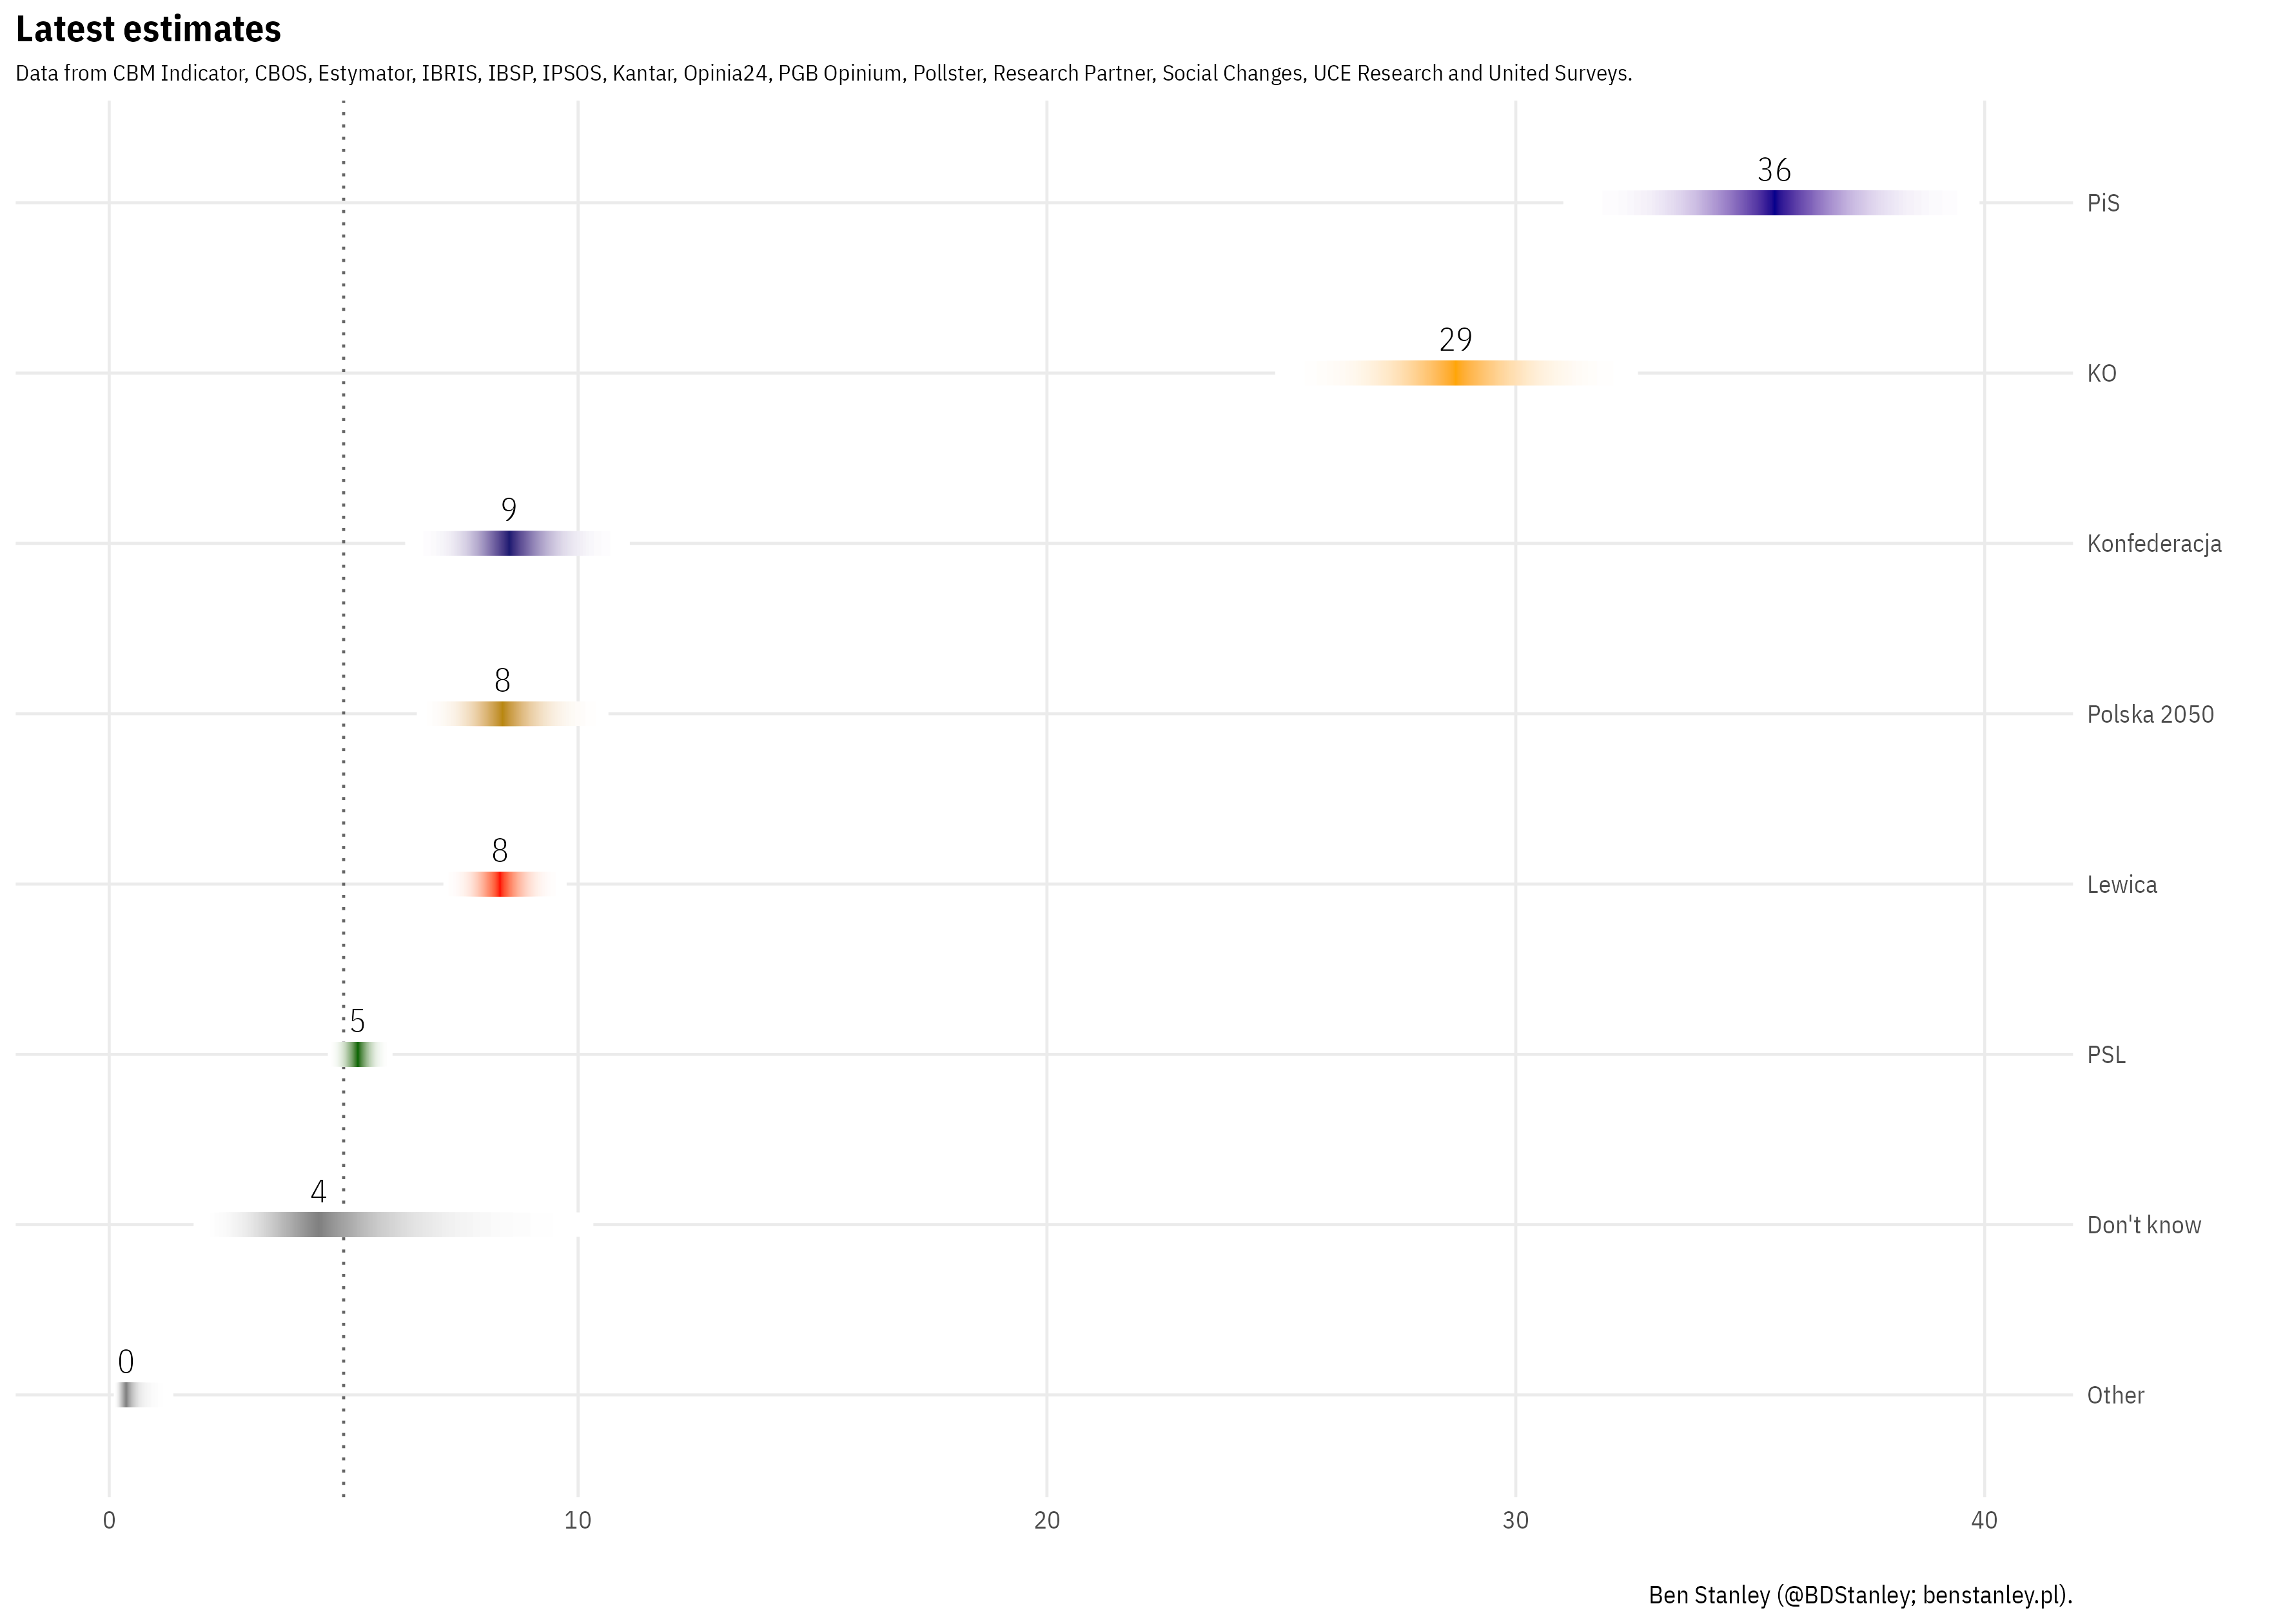 Latest estimates
Data from CBM Indicator, CBOS, Estymator, IBRIS, IBSP, IPSOS, Kantar, Opinia24, PGB Opinium, Pollster, Research Partner, Social Changes, UCE Research and United Surveys.
36
PiS
29
KO
9
Konfederacja
8
Polska 2050
8
Lewica
5
PSL
4
Don't know
0
Other
0 10 20 30 40
Ben Stanley (@BDStanley; benstanley.pl).